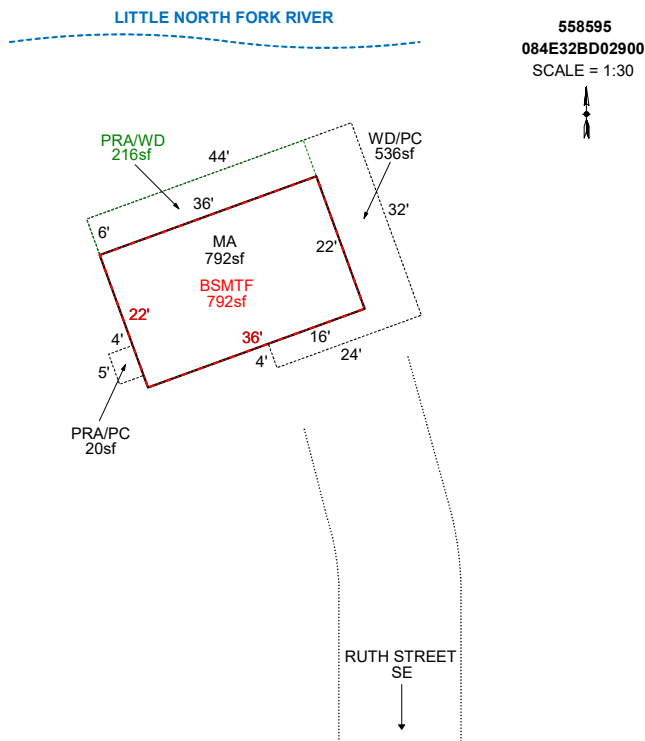 LITTLE NORTH FORK RIVER
558595
084E32BD02900
SCALE = 1:30
PRA/WD
216sf
44'
WD/PC
536sf
36'
32'
6'
MA
792sf
22'
BSMTF
792sf
22'
4'
36'
16'
4'
24'
5'
PRA/PC
20sf
RUTH STREET
SE